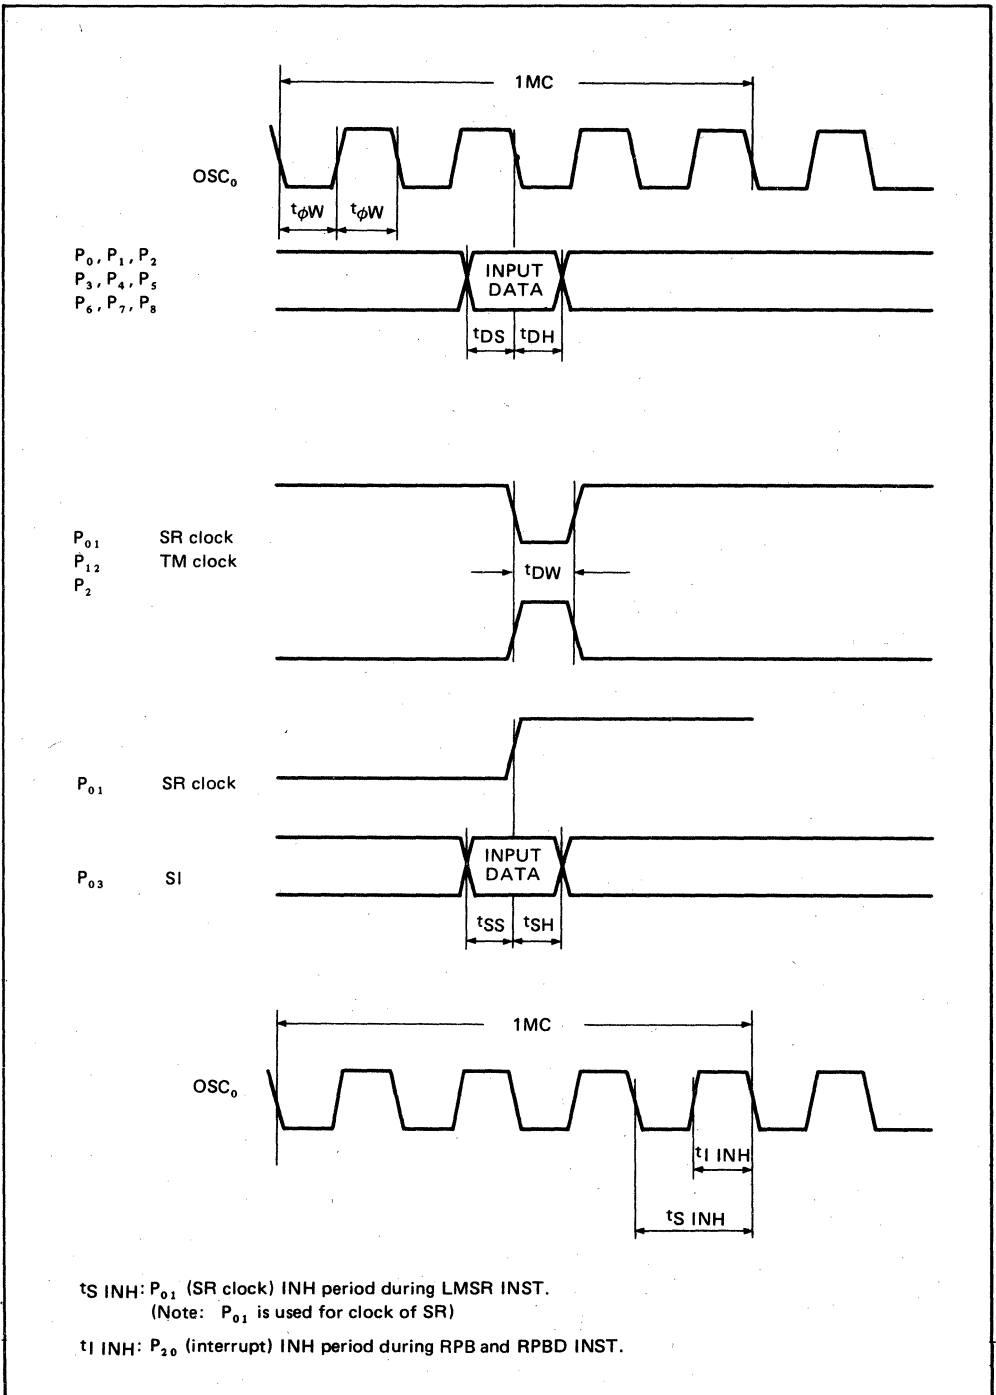 1MC
OSC₀
tϕW tϕW
P₀, P₁, P₂
P₃, P₄, P₅
P₆, P₇, P₈
INPUT
DATA
tDS tDH
P₀₁ SR clock
P₁₂ TM clock
P₂
tDW
P₀₁ SR clock
INPUT
DATA
P₀₃ SI
tSS tSH
1MC
OSC₀
tI INH
tS INH
tS INH: P₀₁ (SR clock) INH period during LMSR INST.
(Note: P₀₁ is used for clock of SR)
tI INH: P₂₀ (interrupt) INH period during RPB and RPBD INST.